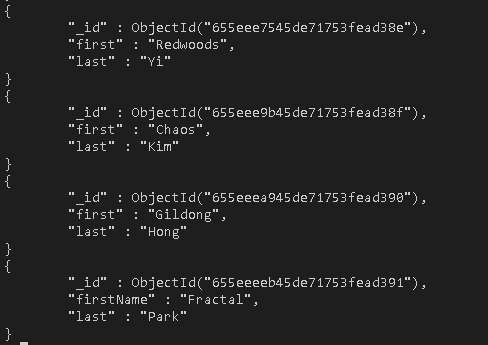 {
"_id" : ObjectId("655eee7545de71753fead38e"),
"first" : "Redwoods",
"last" : "Yi"
}
{
"_id" : ObjectId("655eee9b45de71753fead38f"),
"first" : "Chaos",
"last" : "Kim"
}
{
"_id" : ObjectId("655eeea945de71753fead390"),
"first" : "Gildong",
"last" : "Hong"
}
{
"_id" : ObjectId("655eeeeb45de71753fead391"),
"firstName" : "Fractal",
"last" : "Park"
}